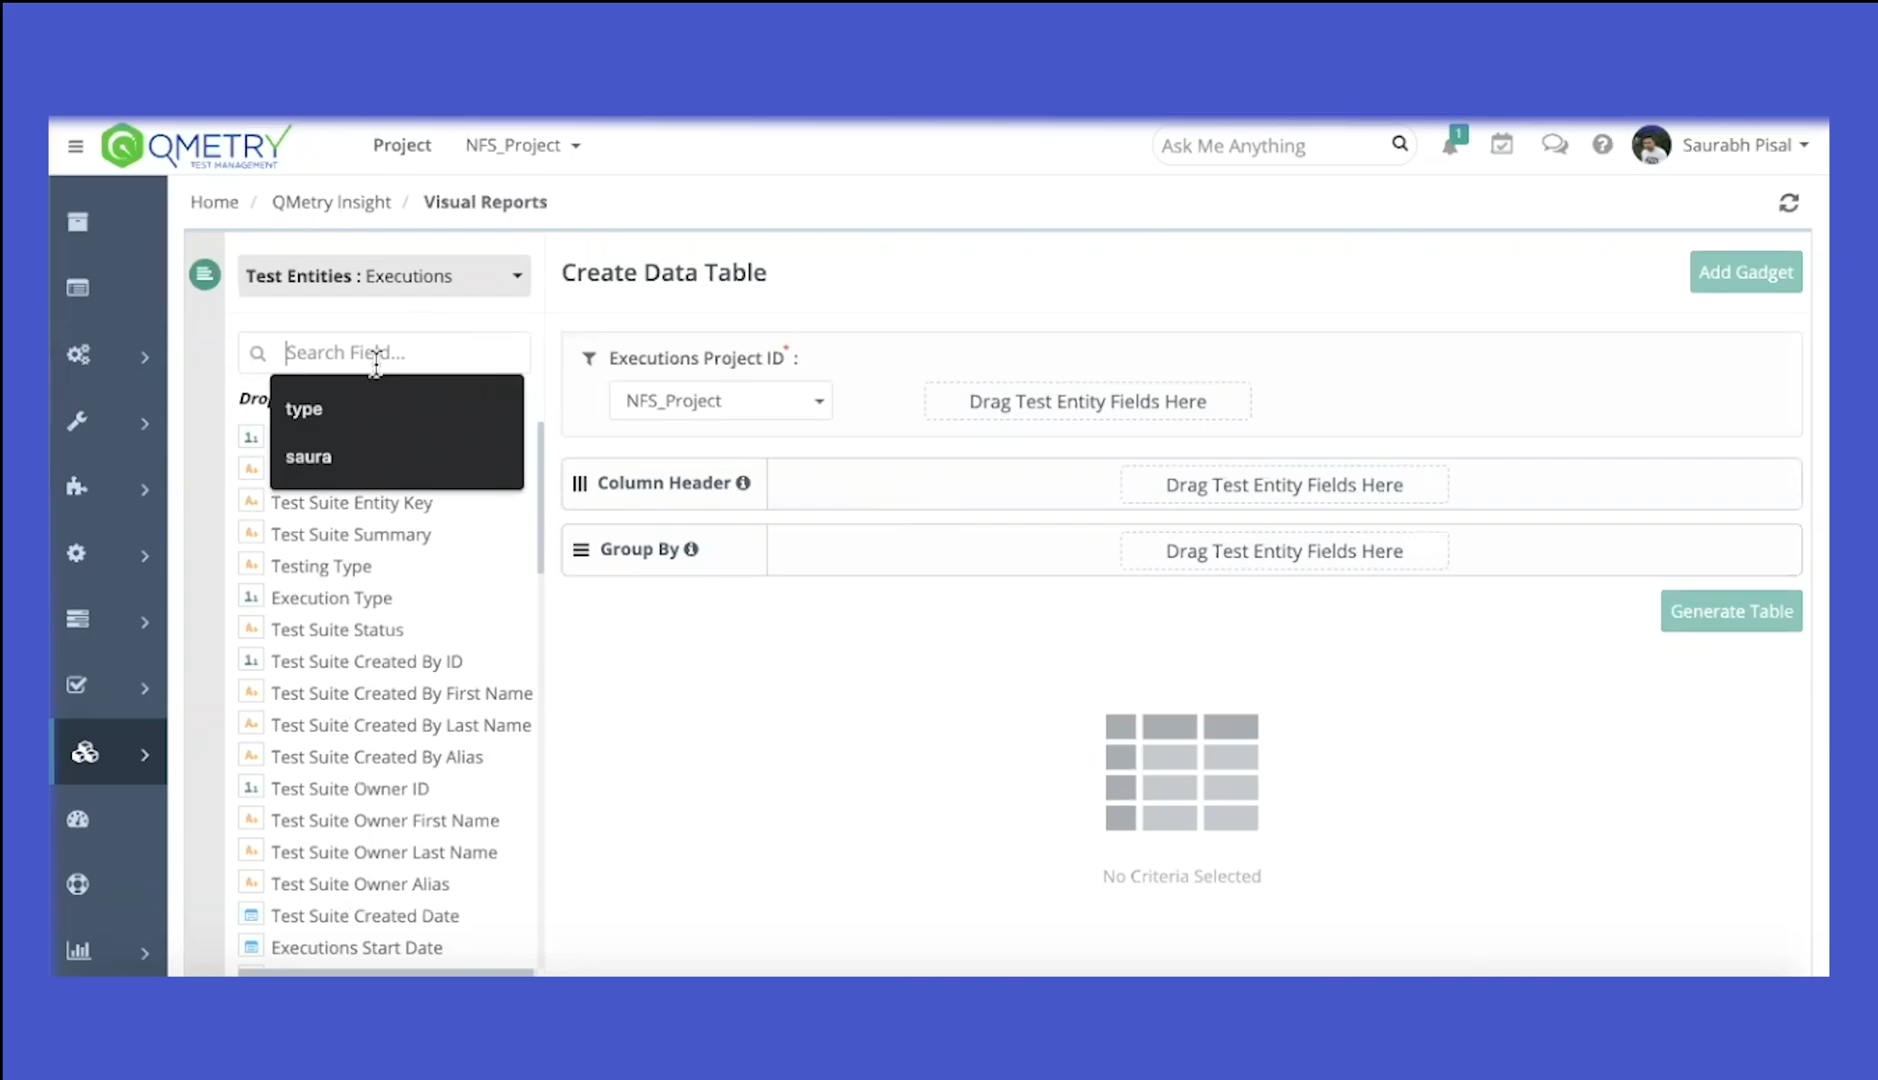 QMETRY
TEST MANAGEMENT
Project NFS_Project
Ask Me Anything
1
Saurabh Pisal
Home / QMetry Insight / Visual Reports
Test Entities : Executions
Create Data Table
Add Gadget
Search Field...
Executions Project ID* :
type
NFS_Project
Drag Test Entity Fields Here
saura
Column Header
Drag Test Entity Fields Here
Test Suite Entity Key
Test Suite Summary
Group By
Drag Test Entity Fields Here
Testing Type
Execution Type
Generate Table
Test Suite Status
Test Suite Created By ID
Test Suite Created By First Name
Test Suite Created By Last Name
Test Suite Created By Alias
Test Suite Owner ID
Test Suite Owner First Name
Test Suite Owner Last Name
Test Suite Owner Alias
Test Suite Created Date
Executions Start Date
No Criteria Selected